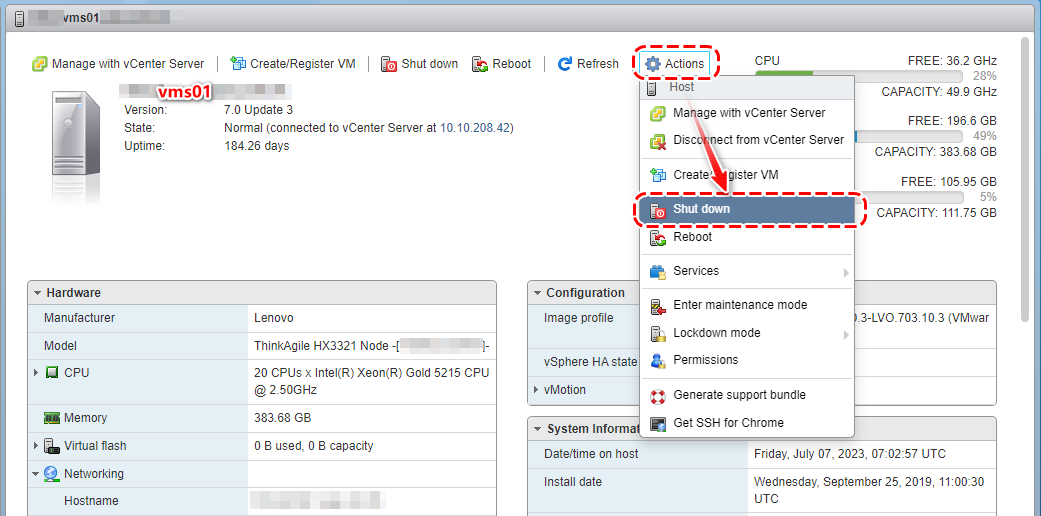 vms01
Manage with vCenter Server
Create/Register VM
Shut down
Reboot
Refresh
Actions
vms01
Version:
7.0 Update 3
State:
Normal (connected to vCenter Server at 10.10.208.42)
Uptime:
184.26 days
CPU
FREE: 36.2 GHz
28%
CAPACITY: 49.9 GHz
FREE: 196.6 GB
49%
CAPACITY: 383.68 GB
FREE: 105.95 GB
5%
CAPACITY: 111.75 GB
Host
Manage with vCenter Server
Disconnect from vCenter Server
Create/Register VM
Shut down
Reboot
Services
Enter maintenance mode
Lockdown mode
Permissions
Generate support bundle
Get SSH for Chrome
Hardware
Manufacturer
Lenovo
Model
ThinkAgile HX3321 Node -[
]-
CPU
20 CPUs x Intel(R) Xeon(R) Gold 5215 CPU
@ 2.50GHz
Memory
383.68 GB
Virtual flash
0 B used, 0 B capacity
Networking
Hostname
Configuration
Image profile
0.3-LVO.703.10.3 (VMwar
vSphere HA state
vMotion
System Informat
Date/time on host
Friday, July 07, 2023, 07:02:57 UTC
Install date
Wednesday, September 25, 2019, 11:00:30
UTC